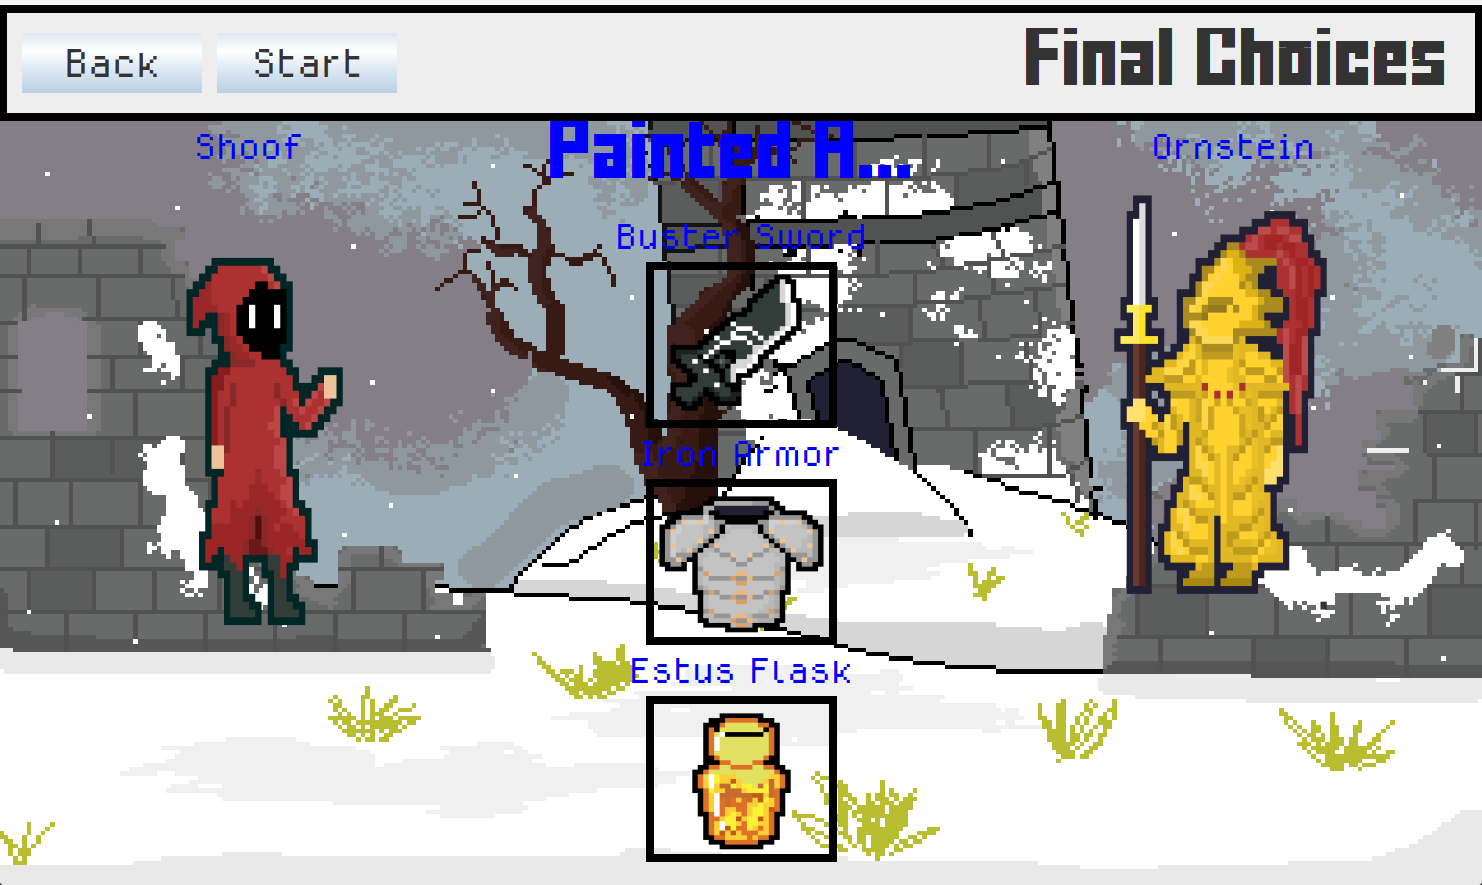 Back Start Final Choices
Shoof Painted A... Ornstein
Buster Sword
Iron Armor
Estus Flask